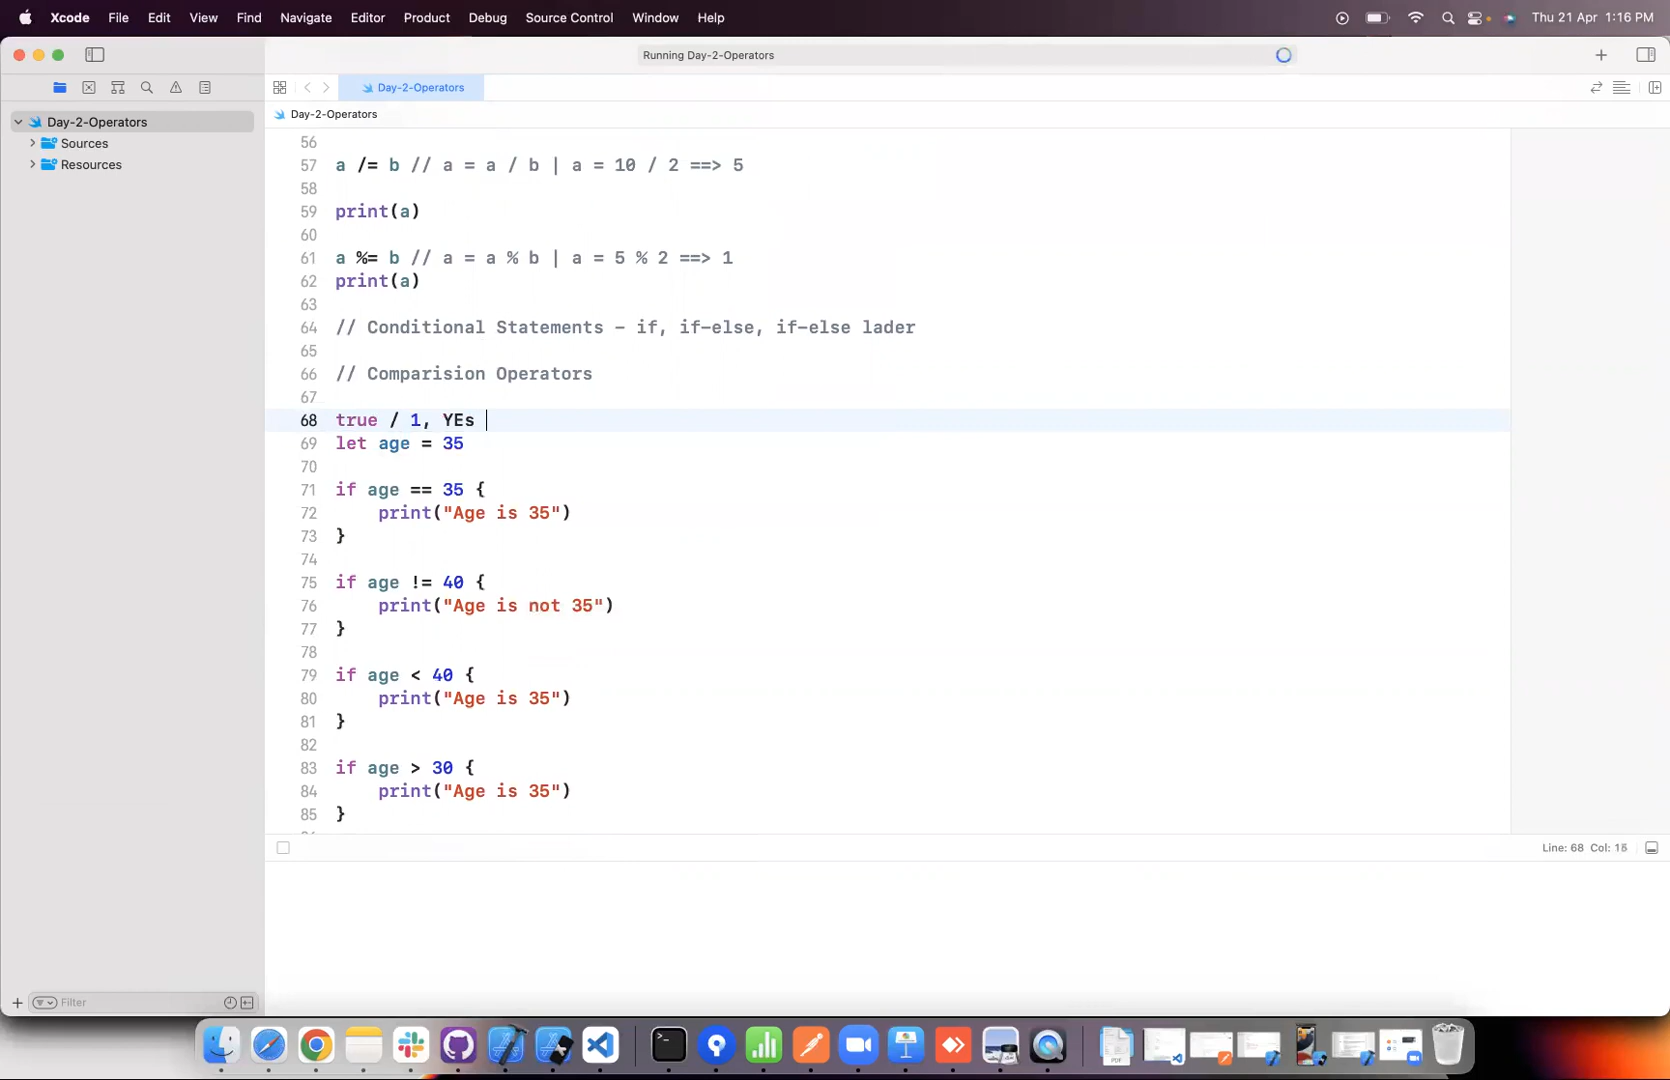 Xcode File Edit View Find Navigate Editor Product Debug Source Control Window Help Thu 21 Apr 1:16 PM
Running Day-2-Operators
Day-2-Operators
Day-2-Operators
Day-2-Operators
Sources
Resources
56
57 a /= b // a = a / b | a = 10 / 2 ==> 5
58
59 print(a)
60
61 a %= b // a = a % b | a = 5 % 2 ==> 1
62 print(a)
63
64 // Conditional Statements - if, if-else, if-else lader
65
66 // Comparision Operators
67
68 true / 1, YEs
69 let age = 35
70
71 if age == 35 {
72 print("Age is 35")
73 }
74
75 if age != 40 {
76 print("Age is not 35")
77 }
78
79 if age < 40 {
80 print("Age is 35")
81 }
82
83 if age > 30 {
84 print("Age is 35")
85 }
Line: 68 Col: 15
Filter
PDF